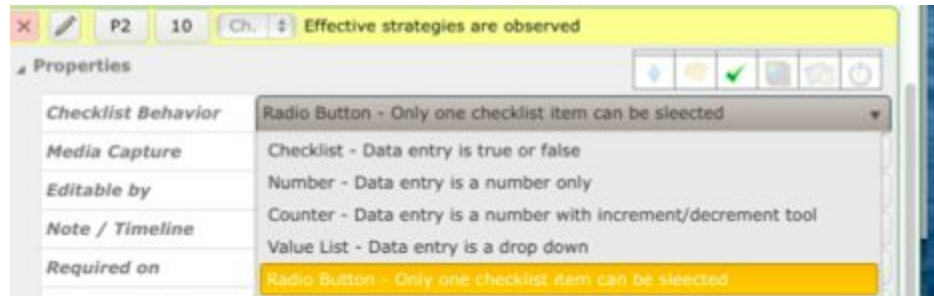 P2 10 Ch. Effective strategies are observed
Properties
Checklist Behavior Radio Button - Only one checklist item can be sleected
Media Capture Checklist - Data entry is true or false
Editable by Number - Data entry is a number only
Counter - Data entry is a number with increment/decrement tool
Note / Timeline
Value List - Data entry is a drop down
Required on Radio Button - Only one checklist item can be sleected